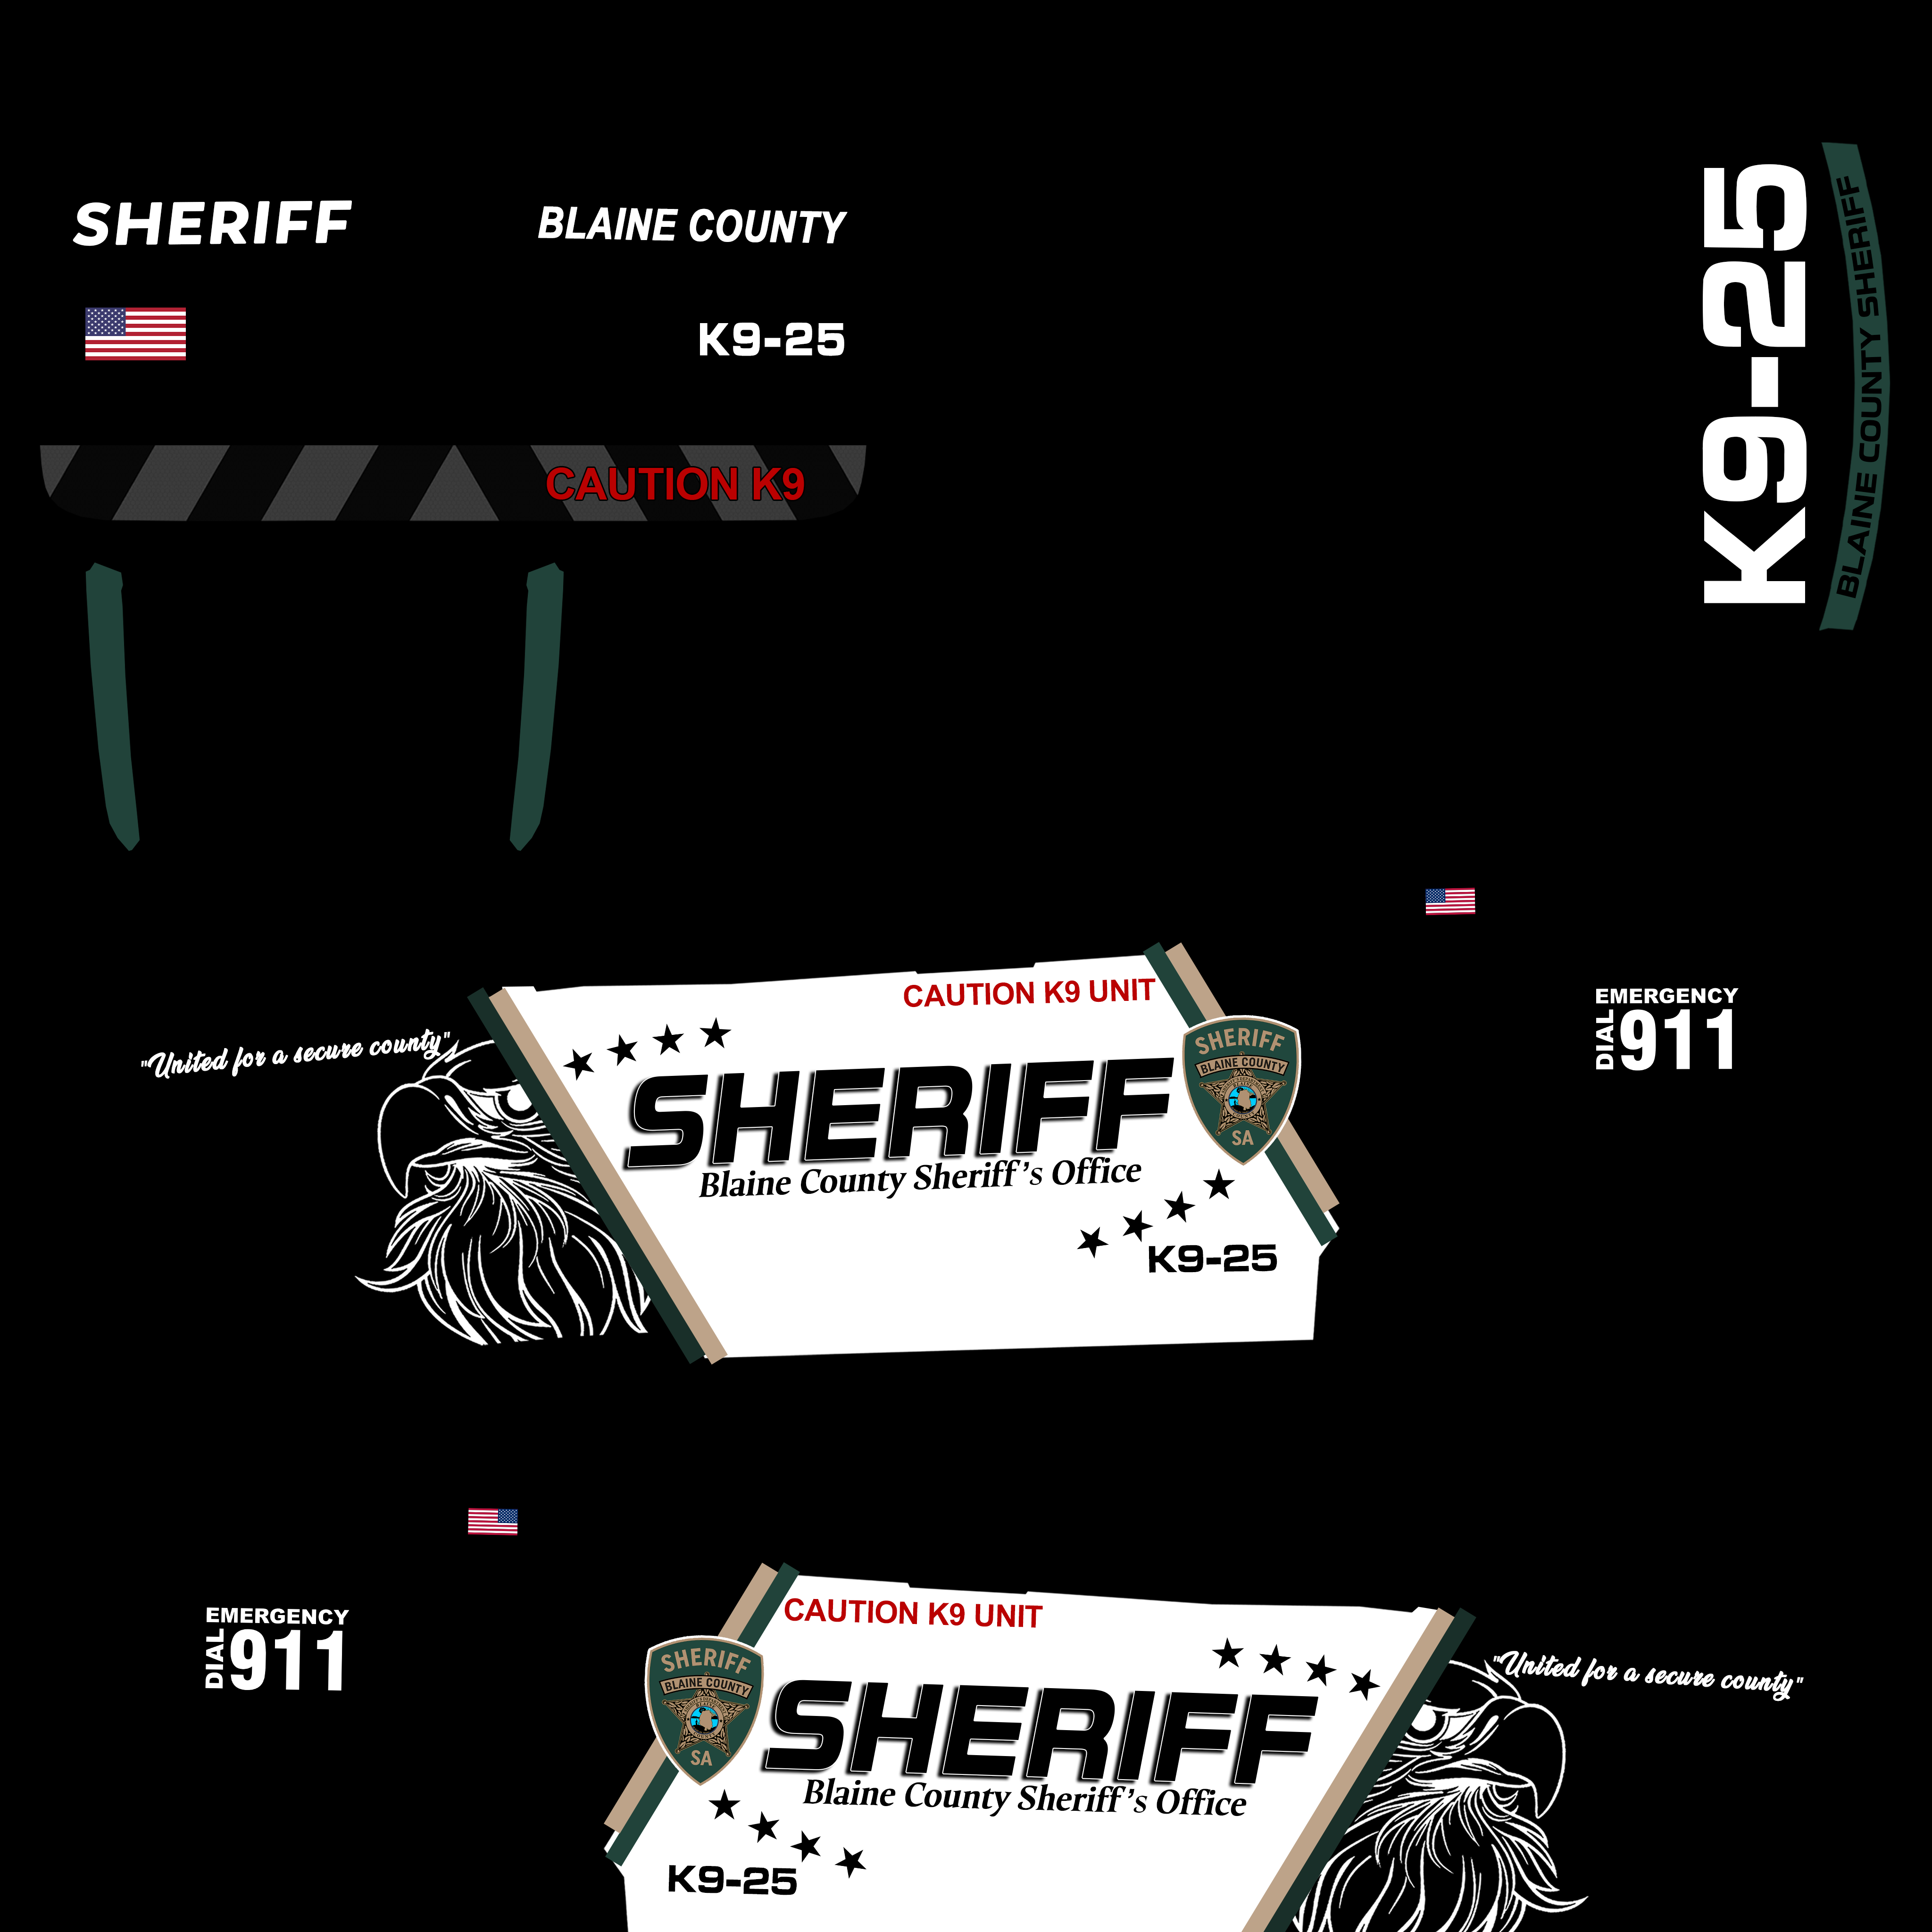 SHERIFF
BLAINE COUNTY
K9-25
CAUTION K9
K9-25
BLAINE COUNTY SHERIFF
"United for a secure county"
CAUTION K9 UNIT
SHERIFF
Blaine County Sheriff's Office
K9-25
SHERIFF
BLAINE COUNTY
SA
EMERGENCY
DIAL
911
EMERGENCY
DIAL
911
CAUTION K9 UNIT
SHERIFF
BLAINE COUNTY
SA
SHERIFF
Blaine County Sheriff's Office
K9-25
"United for a secure county"